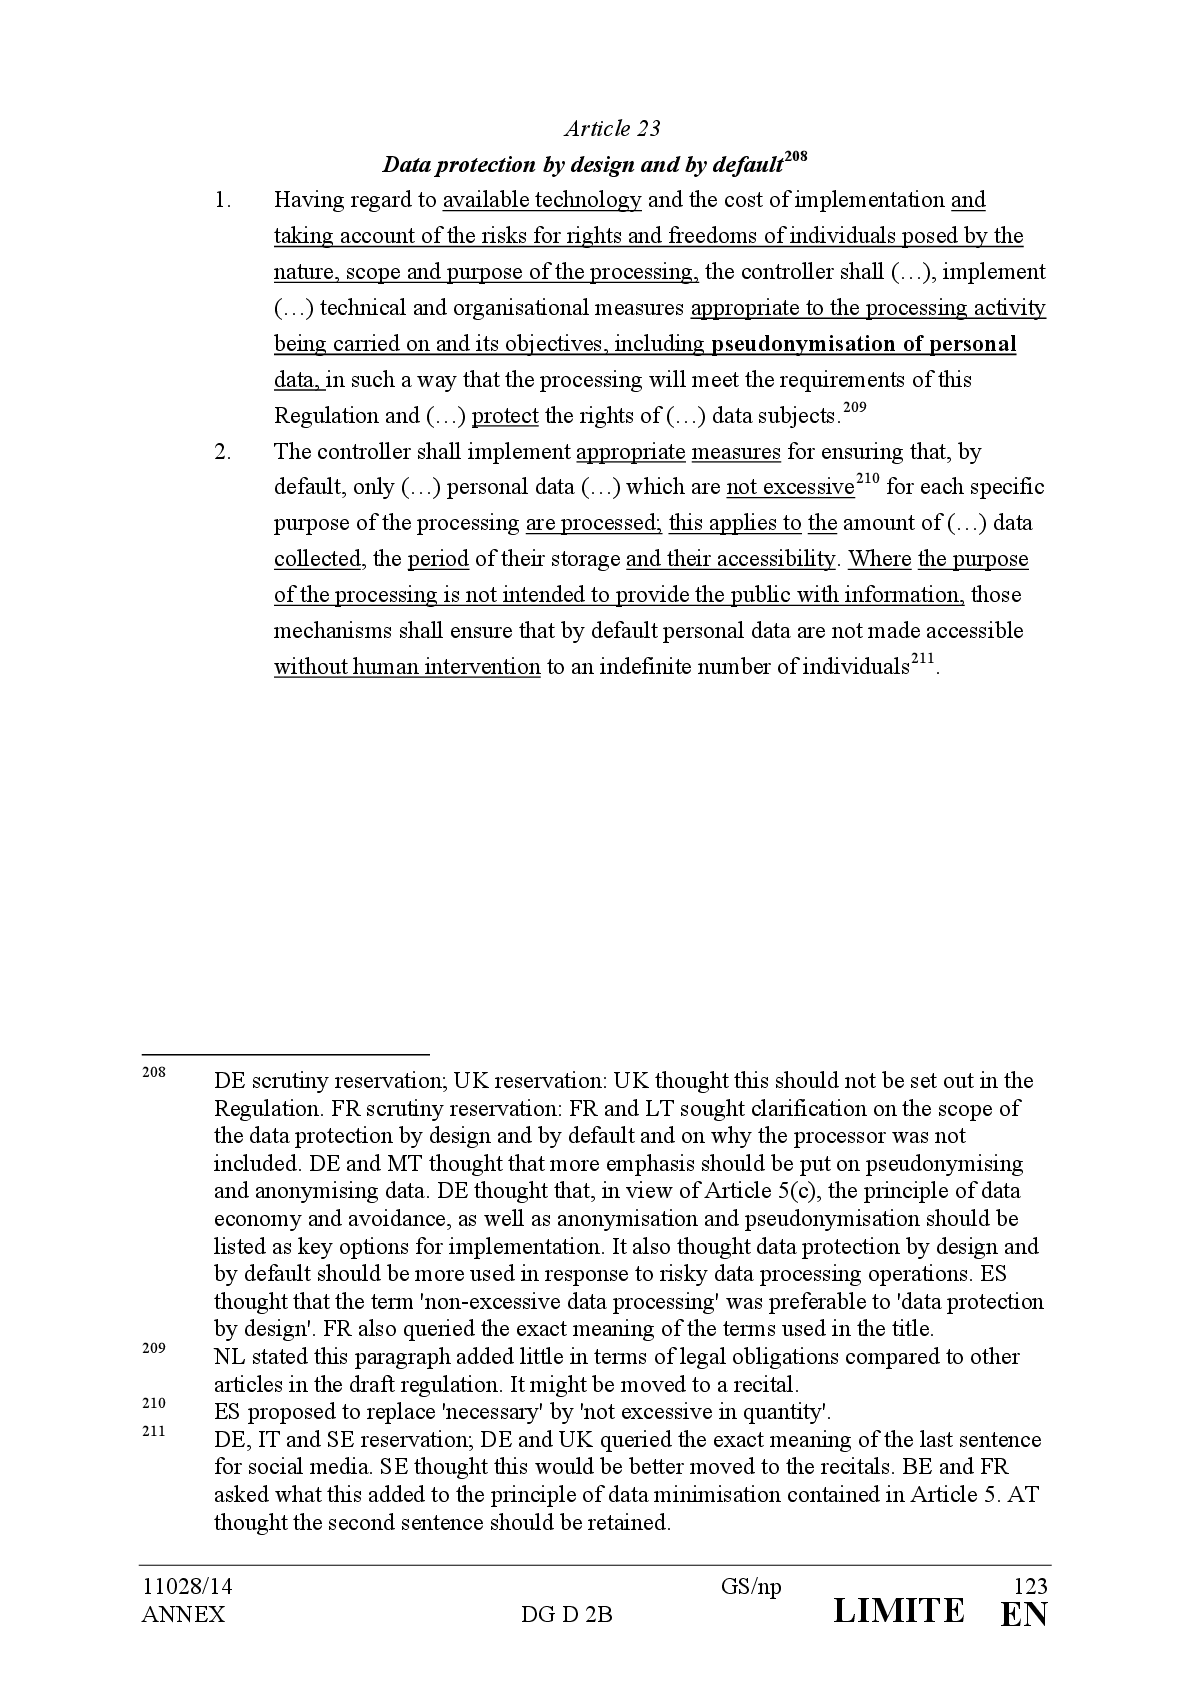 Article 23
Data protection by design and by default208
1. Having regard to available technology and the cost of implementation and
taking account of the risks for rights and freedoms of individuals posed by the
nature, scope and purpose of the processing, the controller shall (…), implement
(…) technical and organisational measures appropriate to the processing activity
being carried on and its objectives, including pseudonymisation of personal
data, in such a way that the processing will meet the requirements of this
Regulation and (…) protect the rights of (…) data subjects.209
2. The controller shall implement appropriate measures for ensuring that, by
default, only (…) personal data (…) which are not excessive210 for each specific
purpose of the processing are processed; this applies to the amount of (…) data
collected, the period of their storage and their accessibility. Where the purpose
of the processing is not intended to provide the public with information, those
mechanisms shall ensure that by default personal data are not made accessible
without human intervention to an indefinite number of individuals211.
208 DE scrutiny reservation; UK reservation: UK thought this should not be set out in the
Regulation. FR scrutiny reservation: FR and LT sought clarification on the scope of
the data protection by design and by default and on why the processor was not
included. DE and MT thought that more emphasis should be put on pseudonymising
and anonymising data. DE thought that, in view of Article 5(c), the principle of data
economy and avoidance, as well as anonymisation and pseudonymisation should be
listed as key options for implementation. It also thought data protection by design and
by default should be more used in response to risky data processing operations. ES
thought that the term 'non-excessive data processing' was preferable to 'data protection
by design'. FR also queried the exact meaning of the terms used in the title.
209 NL stated this paragraph added little in terms of legal obligations compared to other
articles in the draft regulation. It might be moved to a recital.
210 ES proposed to replace 'necessary' by 'not excessive in quantity'.
211 DE, IT and SE reservation; DE and UK queried the exact meaning of the last sentence
for social media. SE thought this would be better moved to the recitals. BE and FR
asked what this added to the principle of data minimisation contained in Article 5. AT
thought the second sentence should be retained.
11028/14 GS/np 123
ANNEX DG D 2B LIMITE EN